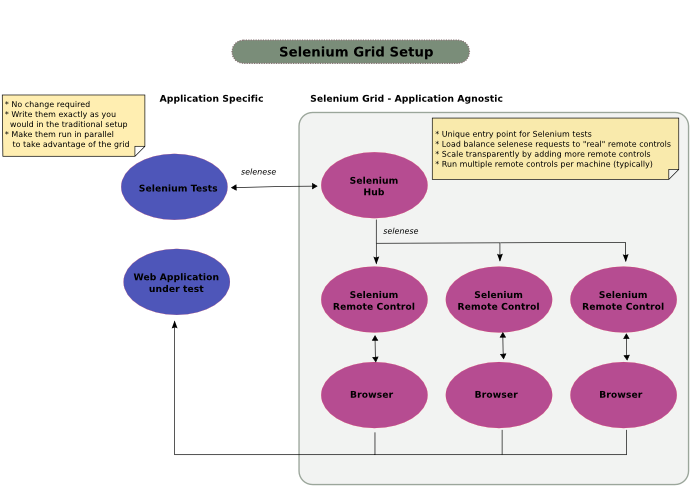 Selenium Grid Setup
Application Specific
Selenium Grid - Application Agnostic
* No change required
* Write them exactly as you
would in the traditional setup
* Make them run in parallel
to take advantage of the grid
* Unique entry point for Selenium tests
* Load balance selenese requests to "real" remote controls
* Scale transparently by adding more remote controls
* Run multiple remote controls per machine (typically)
Selenium Tests
selenese
Selenium
Hub
selenese
Web Application
under test
Selenium
Remote Control
Selenium
Remote Control
Selenium
Remote Control
Browser
Browser
Browser